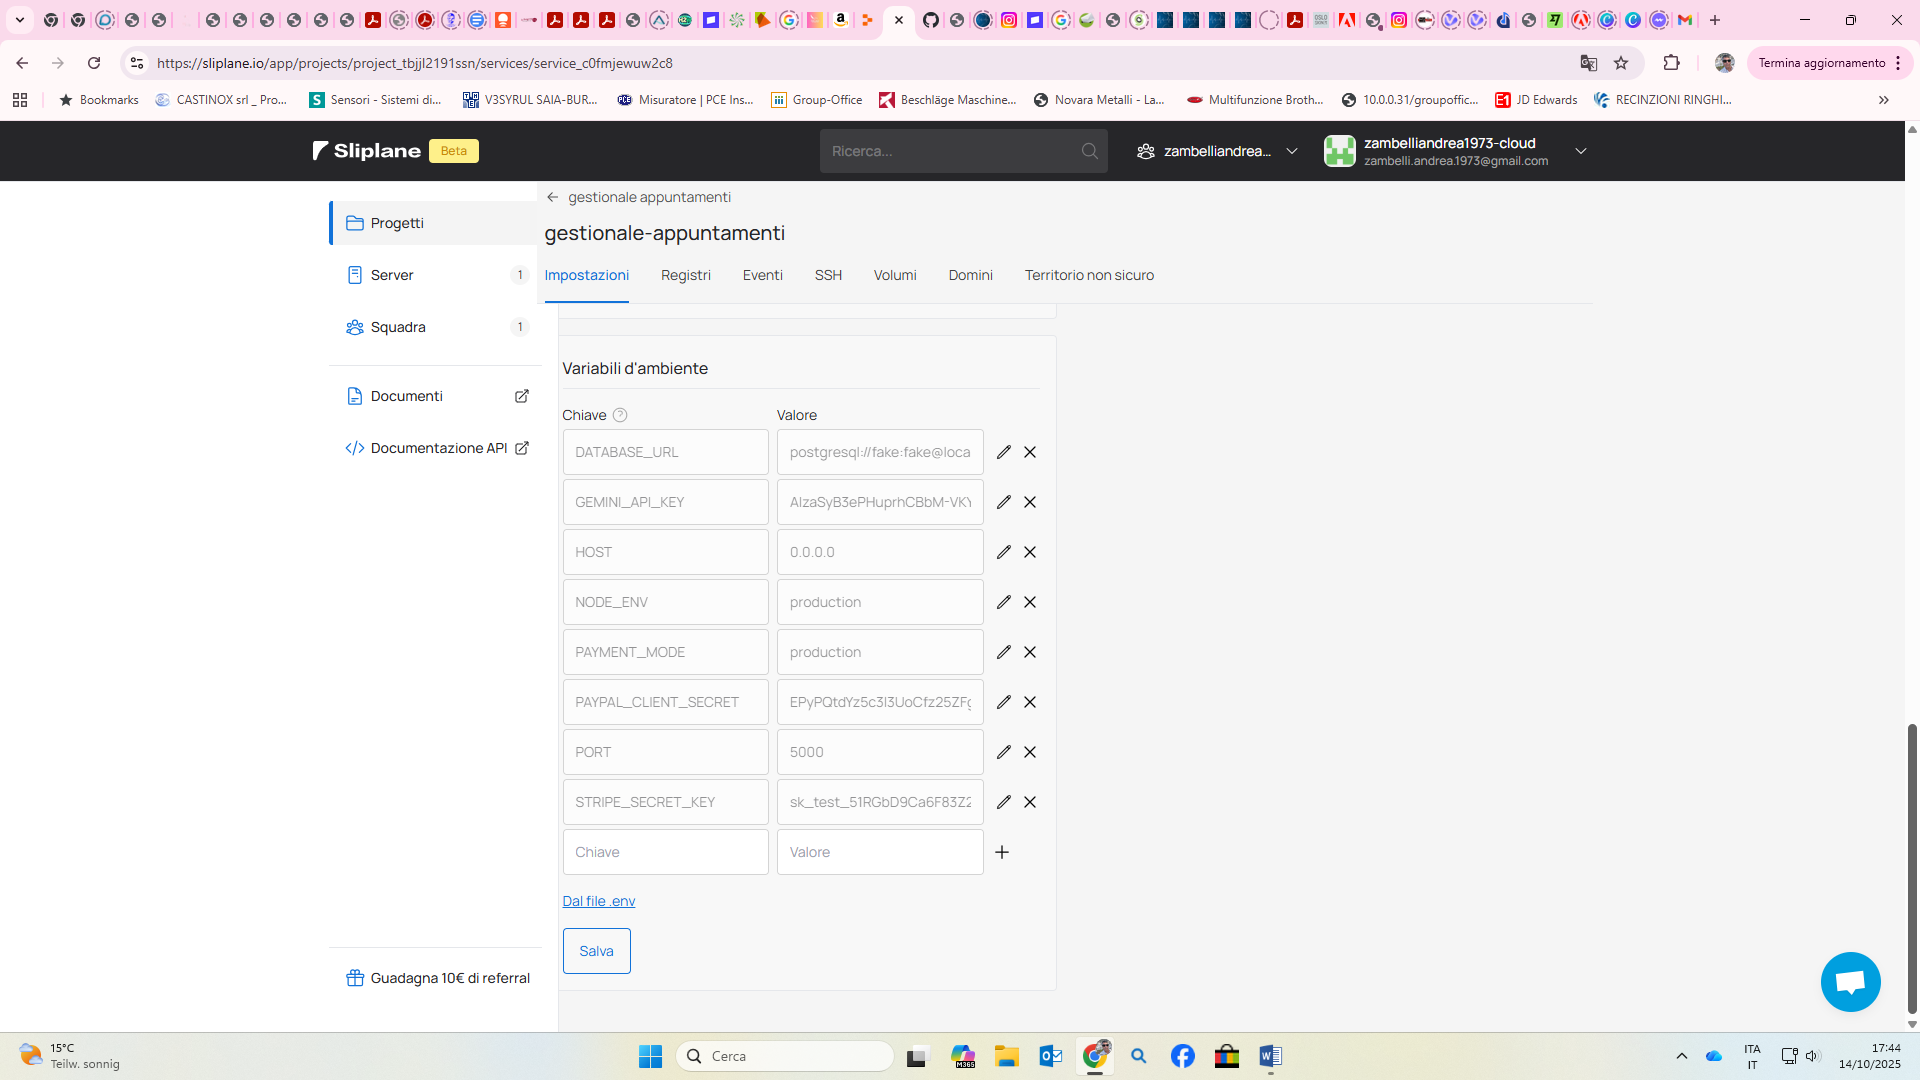 https://sliplane.io/app/projects/project_tbjjl2191ssn/services/service_c0fmjewuw2c8
Termina aggiornamento
Bookmarks
CASTINOX srl _ Pro...
Sensori - Sistemi di...
V3SYRUL SAIA-BUR...
Misuratore | PCE Ins...
Group-Office
Beschläge Maschine...
Novara Metalli - La...
Multifunzione Broth...
10.0.0.31/groupoffic...
JD Edwards
RECINZIONI RINGHI...
Sliplane
Beta
Ricerca...
zambelliandrea...
zambelliandrea1973-cloud
zambelli.andrea.1973@gmail.com
Progetti
Server 1
Squadra 1
Documenti
Documentazione API
Guadagna 10€ di referral
gestionale appuntamenti
gestionale-appuntamenti
Impostazioni
Registri
Eventi
SSH
Volumi
Domini
Territorio non sicuro
Variabili d'ambiente
Chiave ? Valore
DATABASE_URL postgresql://fake:fake@loca
GEMINI_API_KEY AIzaSyB3ePHuprhCBbM-VKY
HOST 0.0.0.0
NODE_ENV production
PAYMENT_MODE production
PAYPAL_CLIENT_SECRET EPyPQtdYz5c3I3UoCfz25ZFg
PORT 5000
STRIPE_SECRET_KEY sk_test_51RGbD9Ca6F83Z2
Chiave Valore
Dal file .env
Salva
15°C
Teilw. sonnig
Cerca
ITA
IT
17:44
14/10/2025